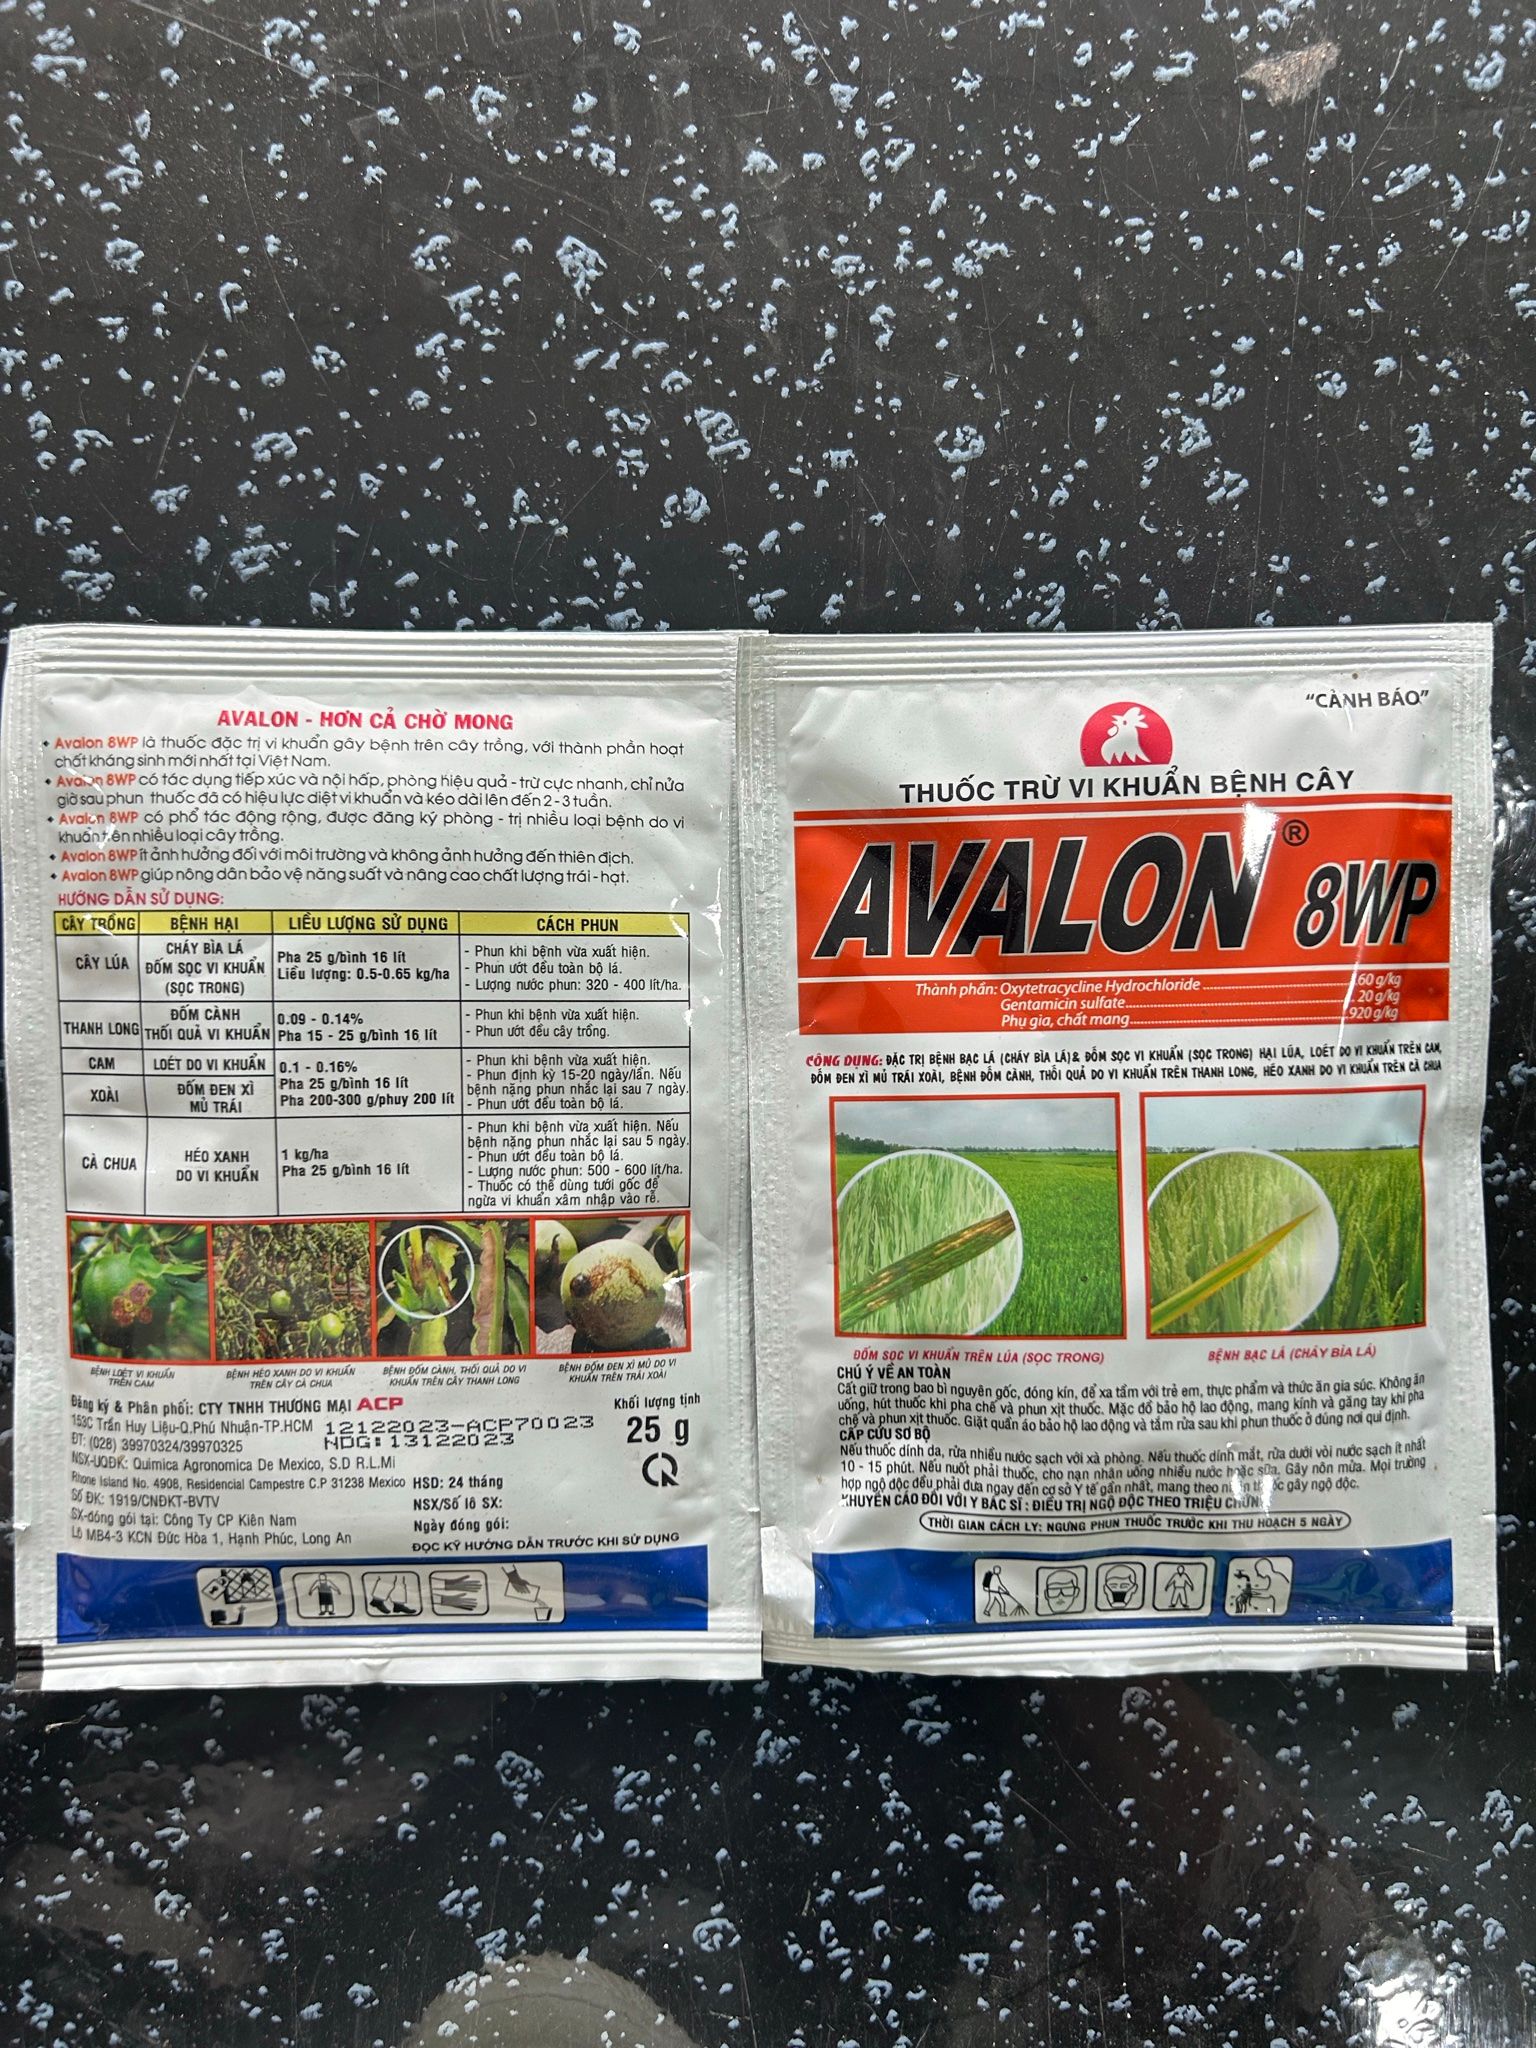 AVALON - HƠN CẢ CHỜ MONG
• Avalon 8WP là thuốc đặc trị vi khuẩn gây bệnh trên cây trồng, với thành phần hoạt
chất kháng sinh mới nhất tại Việt Nam.
• Avalon 8WP có tác dụng tiếp xúc và nội hấp, phòng hiệu quả - trừ cực nhanh, chỉ nửa
giờ sau phun thuốc đã có hiệu lực diệt vi khuẩn và kéo dài lên đến 2 - 3 tuần.
• Avalon 8WP có phổ tác động rộng, được đăng ký phòng - trị nhiều loại bệnh do vi
khuẩn trên nhiều loại cây trồng.
• Avalon 8WP ít ảnh hưởng đối với môi trường và không ảnh hưởng đến thiên địch.
• Avalon 8WP giúp nông dân bảo vệ năng suất và nâng cao chất lượng trái - hạt.
HƯỚNG DẪN SỬ DỤNG:
CÂY TRỒNG BỆNH HẠI LIỀU LƯỢNG SỬ DỤNG CÁCH PHUN
CÂY LÚA
CHÁY BÌA LÁ
ĐỐM SỌC VI KHUẨN
(SỌC TRONG)
Pha 25 g/bình 16 lít
Liều lượng: 0.5-0.65 kg/ha
- Phun khi bệnh vừa xuất hiện.
- Phun ướt đều toàn bộ lá.
- Lượng nước phun: 320 - 400 lít/ha.
THANH LONG
ĐỐM CÀNH
THỐI QUẢ VI KHUẨN
0.09 - 0.14%
Pha 15 - 25 g/bình 16 lít
- Phun khi bệnh vừa xuất hiện.
- Phun ướt đều cây trồng.
CAM
LOÉT DO VI KHUẨN
XOÀI
ĐỐM ĐEN XÌ
MỦ TRÁI
0.1 - 0.16%
Pha 25 g/bình 16 lít
Pha 200-300 g/phuy 200 lít
- Phun khi bệnh vừa xuất hiện.
- Phun định kỳ 15-20 ngày/lần. Nếu
bệnh nặng phun nhắc lại sau 7 ngày.
- Phun ướt đều toàn bộ lá.
CÀ CHUA
HÉO XANH
DO VI KHUẨN
1 kg/ha
Pha 25 g/bình 16 lít
- Phun khi bệnh vừa xuất hiện. Nếu
bệnh nặng phun nhắc lại sau 5 ngày.
- Phun ướt đều toàn bộ lá.
- Lượng nước phun: 500 - 600 lít/ha.
- Thuốc có thể dùng tưới gốc để
ngừa vi khuẩn xâm nhập vào rễ.
BỆNH LOÉT VI KHUẨN
TRÊN CAM
BỆNH HÉO XANH DO VI KHUẨN
TRÊN CÂY CÀ CHUA
BỆNH ĐỐM CÀNH, THỐI QUẢ DO VI
KHUẨN TRÊN CÂY THANH LONG
BỆNH ĐỐM ĐEN XÌ MỦ DO VI
KHUẨN TRÊN TRÁI XOÀI
Đăng ký & Phân phối: CTY TNHH THƯƠNG MẠI ACP
153C Trần Huy Liệu-Q.Phú Nhuận-TP.HCM
ĐT: (028) 39970324/39970325
NSX-UQĐK: Quimica Agronomica De Mexico, S.D R.L.Mi
Rhone Island No. 4908, Residencial Campestre C.P 31238 Mexico
Số ĐK: 1919/CNĐKT-BVTV
SX-đóng gói tại: Công Ty CP Kiên Nam
Lô MB4-3 KCN Đức Hòa 1, Hạnh Phúc, Long An
12122023-ACP70023
NDG:13122023
Khối lượng tịnh
25 g
HSD: 24 tháng
NSX/Số lô SX:
Ngày đóng gói:
ĐỌC KỸ HƯỚNG DẪN TRƯỚC KHI SỬ DỤNG
"CẢNH BÁO"
THUỐC TRỪ VI KHUẨN BỆNH CÂY
AVALON ® 8WP
Thành phần: Oxytetracycline Hydrochloride 60 g/kg
Gentamicin sulfate 20 g/kg
Phụ gia, chất mang 920 g/kg
CÔNG DỤNG: ĐẶC TRỊ BỆNH BẠC LÁ (CHÁY BÌA LÁ) & ĐỐM SỌC VI KHUẨN (SỌC TRONG) HẠI LÚA, LOÉT DO VI KHUẨN TRÊN CAM,
ĐỐM ĐEN XÌ MỦ TRÁI XOÀI, BỆNH ĐỐM CÀNH, THỐI QUẢ DO VI KHUẨN TRÊN THANH LONG, HÉO XANH DO VI KHUẨN TRÊN CÀ CHUA
ĐỐM SỌC VI KHUẨN TRÊN LÚA (SỌC TRONG)
BỆNH BẠC LÁ (CHÁY BÌA LÁ)
CHÚ Ý VỀ AN TOÀN
Cất giữ trong bao bì nguyên gốc, đóng kín, để xa tầm với trẻ em, thực phẩm và thức ăn gia súc. Không ăn
uống, hút thuốc khi pha chế và phun xịt thuốc. Mặc đồ bảo hộ lao động, mang kính và găng tay khi pha
chế và phun xịt thuốc. Giặt quần áo bảo hộ lao động và tắm rửa sau khi phun thuốc ở đúng nơi qui định.
CẤP CỨU SƠ BỘ
Nếu thuốc dính da, rửa nhiều nước sạch với xà phòng. Nếu thuốc dính mắt, rửa dưới vòi nước sạch ít nhất
10 - 15 phút. Nếu nuốt phải thuốc, cho nạn nhân uống nhiều nước hoặc sữa. Gây nôn mửa. Mọi trường
hợp ngộ độc đều phải đưa ngay đến cơ sở Y tế gần nhất, mang theo nhãn thuốc gây ngộ độc.
KHUYẾN CÁO ĐỐI VỚI Y BÁC SĨ : ĐIỀU TRỊ NGỘ ĐỘC THEO TRIỆU CHỨNG
THỜI GIAN CÁCH LY: NGƯNG PHUN THUỐC TRƯỚC KHI THU HOẠCH 5 NGÀY